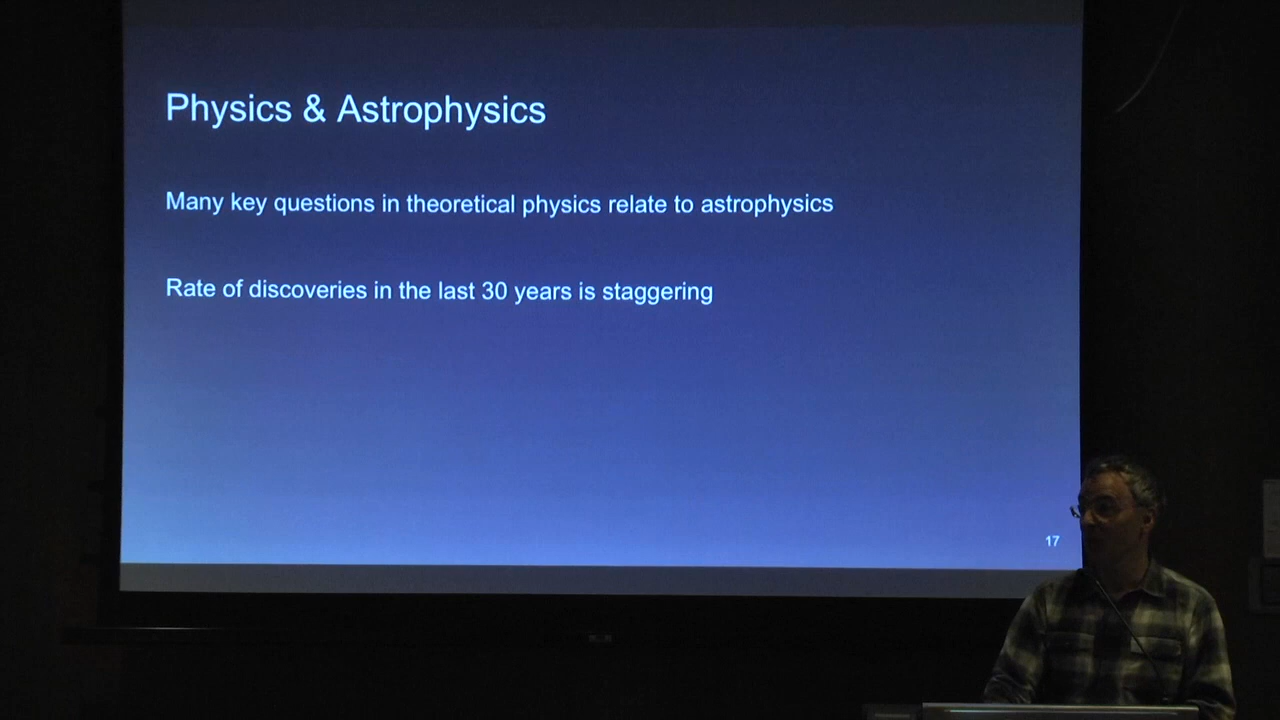 Physics & Astrophysics
Many key questions in theoretical physics relate to astrophysics
Rate of discoveries in the last 30 years is staggering
17